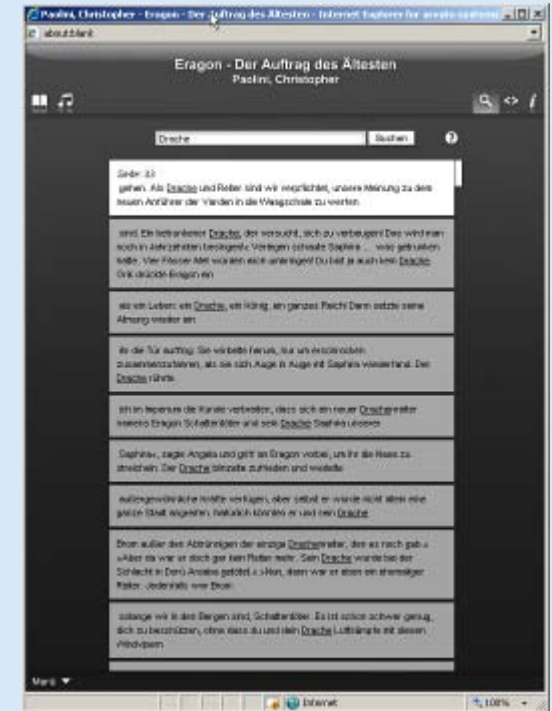 Paolini, Christopher - Eragon - Der Auftrag des Ältesten - Internet Explorer
about:blank
Eragon - Der Auftrag des Ältesten
Paolini, Christopher
Drache Suchen ?
Seite: 33
gehen. Als Drache und Reiter sind wir verpflichtet, unsere Meinung zu dem
neuen Anführer der Varden in die Waagschale zu werfen
sind. Ein betrunkener Drache, der versucht, sich zu verbeugen! Das wird man
noch in Jahrzehnten besingen!« Verlegen schaute Saphira ... was getrunken
hatte. Vier Fässer Met würden mich umbringen! Du bist ja auch kein Drache.
Orik drückte Eragon ein
als ein Leben: ein Drache, ein König, ein ganzes Reich! Dann setzte seine
Atmung wieder ein
ils die Tür aufflog. Sie wirbelte herum, nur um erschrocken
zusammenzufahren, als sie sich Auge in Auge mit Saphira wiederfand. Der
Drache rührte
ich im Imperium die Kunde verbreiten, dass sich ein neuer Drachenreiter
namens Eragon Schattentöter und sein Drache Saphira unserer
Saphira«, sagte Angela und griff an Eragon vorbei, um ihr die Nase zu
streicheln. Der Drache blinzelte zufrieden und wedelte
außergewöhnliche Kräfte verfügen, aber selbst er würde nicht allein eine
ganze Stadt angreifen. Natürlich könnten er und sein Drache
Brom außer den Abtrünnigen der einzige Drachenreiter, den es noch gab.«
»Aber da war er doch gar kein Reiter mehr. Sein Drache wurde bei der
Schlacht in Doru Araeba getötet.« »Nun, dann war er eben ein ehemaliger
Reiter. Jedenfalls war Brom
solange wir in den Bergen sind, Schattentöter. Es ist schon schwer genug,
dich zu beschützen, ohne dass du und dein Drache Luftkämpfe mit diesen
Windvipern
Menü
Internet 100%